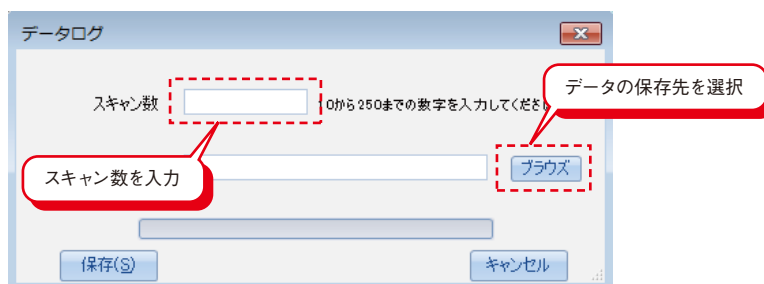 データログ
データの保存先を選択
スキャン数
10から250までの数字を入力してくださ
スキャン数を入力
ブラウズ
保存(S)
キャンセル